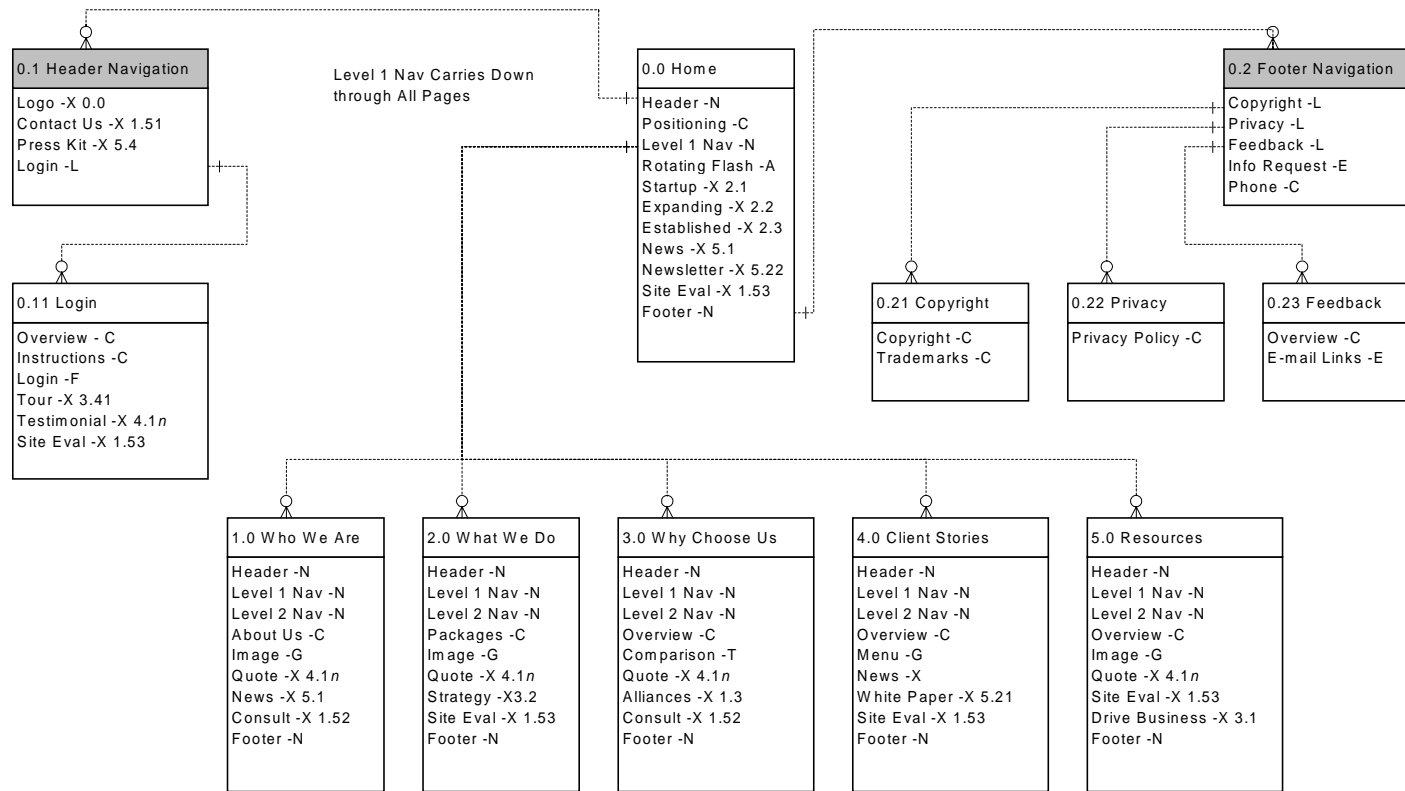 0.1 Header Navigation
Logo -X 0.0
Contact Us -X 1.51
Press Kit -X 5.4
Login -L
Level 1 Nav Carries Down
through All Pages
0.0 Home
Header -N
Positioning -C
Level 1 Nav -N
Rotating Flash -A
Startup -X 2.1
Expanding -X 2.2
Established -X 2.3
News -X 5.1
Newsletter -X 5.22
Site Eval -X 1.53
Footer -N
0.2 Footer Navigation
Copyright -L
Privacy -L
Feedback -L
Info Request -E
Phone -C
0.11 Login
Overview - C
Instructions -C
Login -F
Tour -X 3.41
Testimonial -X 4.1n
Site Eval -X 1.53
0.21 Copyright
Copyright -C
Trademarks -C
0.22 Privacy
Privacy Policy -C
0.23 Feedback
Overview -C
E-mail Links -E
1.0 Who We Are
Header -N
Level 1 Nav -N
Level 2 Nav -N
About Us -C
Image -G
Quote -X 4.1n
News -X 5.1
Consult -X 1.52
Footer -N
2.0 What We Do
Header -N
Level 1 Nav -N
Level 2 Nav -N
Packages -C
Image -G
Quote -X 4.1n
Strategy -X3.2
Site Eval -X 1.53
Footer -N
3.0 Why Choose Us
Header -N
Level 1 Nav -N
Level 2 Nav -N
Overview -C
Comparison -T
Quote -X 4.1n
Alliances -X 1.3
Consult -X 1.52
Footer -N
4.0 Client Stories
Header -N
Level 1 Nav -N
Level 2 Nav -N
Overview -C
Menu -G
News -X
White Paper -X 5.21
Site Eval -X 1.53
Footer -N
5.0 Resources
Header -N
Level 1 Nav -N
Level 2 Nav -N
Overview -C
Image -G
Quote -X 4.1n
Site Eval -X 1.53
Drive Business -X 3.1
Footer -N